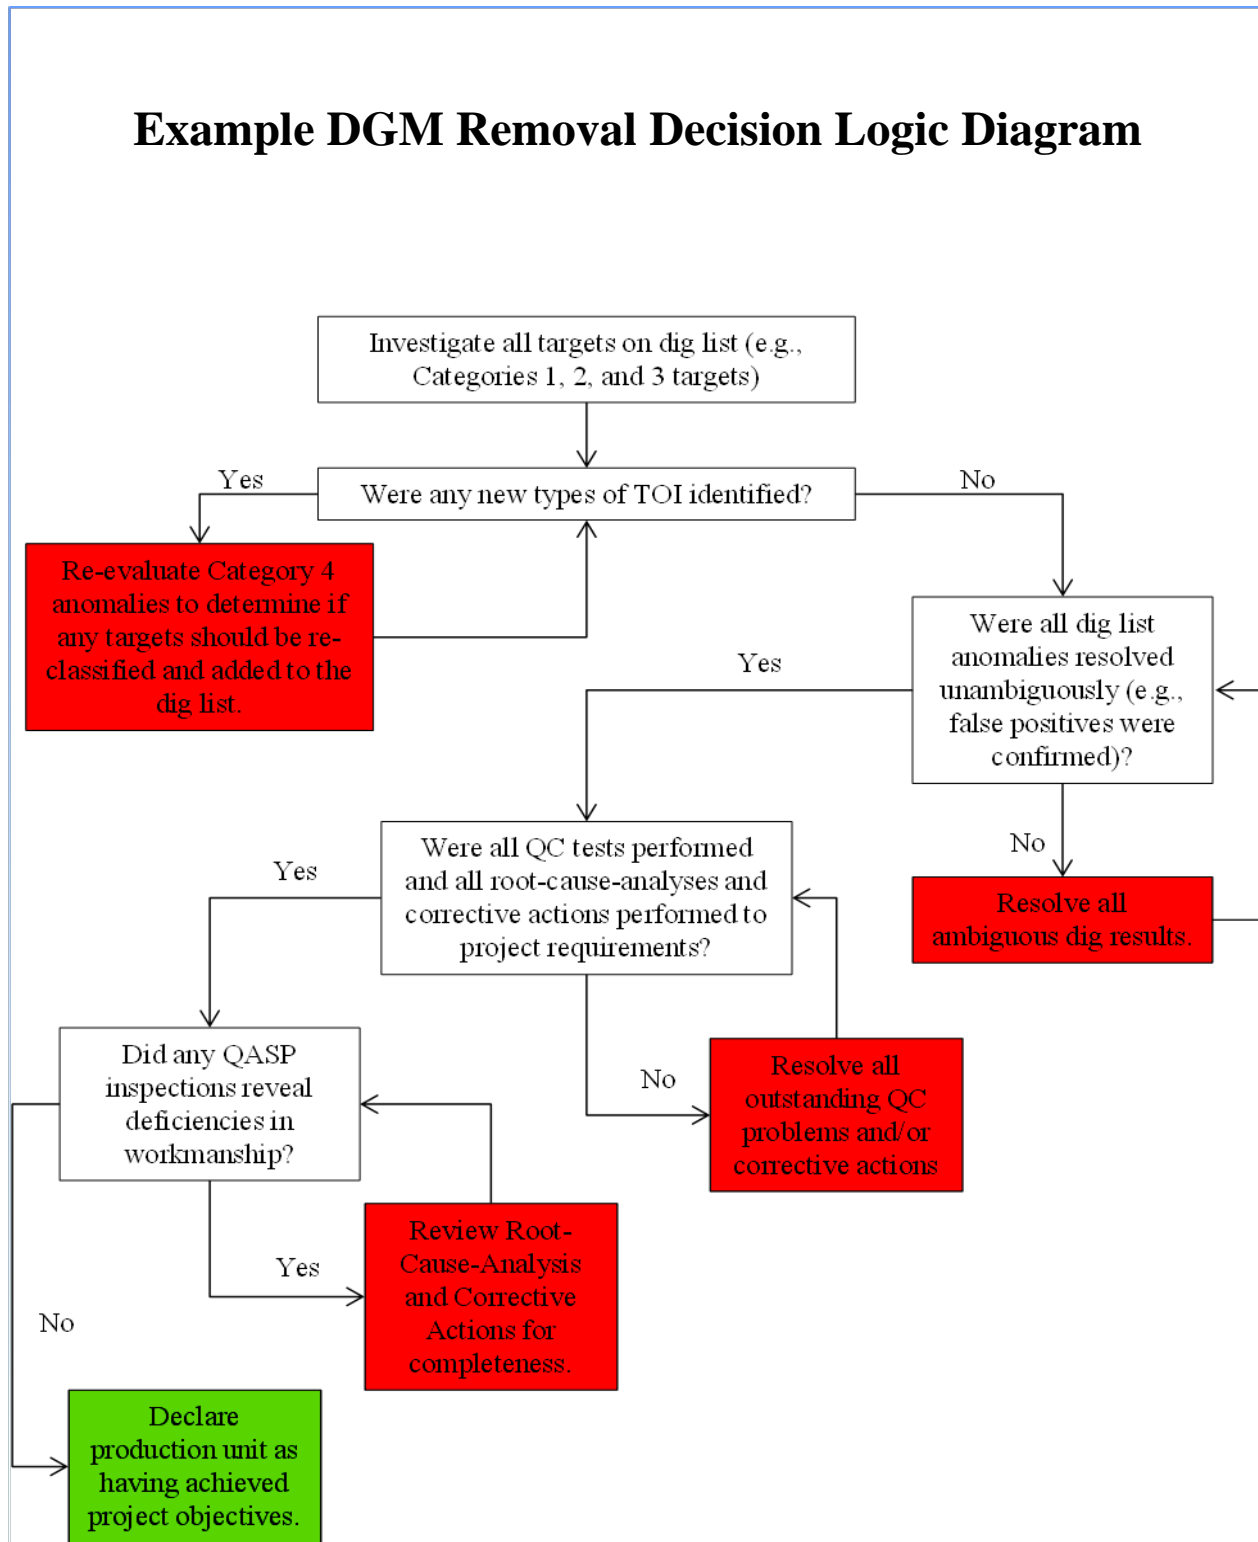 Example DGM Removal Decision Logic Diagram
Investigate all targets on dig list (e.g.,
Categories 1, 2, and 3 targets)
Yes
Were any new types of TOI identified?
No
Re-evaluate Category 4
anomalies to determine if
any targets should be re-
classified and added to the
dig list.
Were all dig list
anomalies resolved
unambiguously (e.g.,
false positives were
confirmed)?
Yes
No
Resolve all
ambiguous dig results.
Were all QC tests performed
and all root-cause-analyses and
corrective actions performed to
project requirements?
Yes
No
Resolve all
outstanding QC
problems and/or
corrective actions
Did any QASP
inspections reveal
deficiencies in
workmanship?
Yes
Review Root-
Cause-Analysis
and Corrective
Actions for
completeness.
No
Declare
production unit as
having achieved
project objectives.